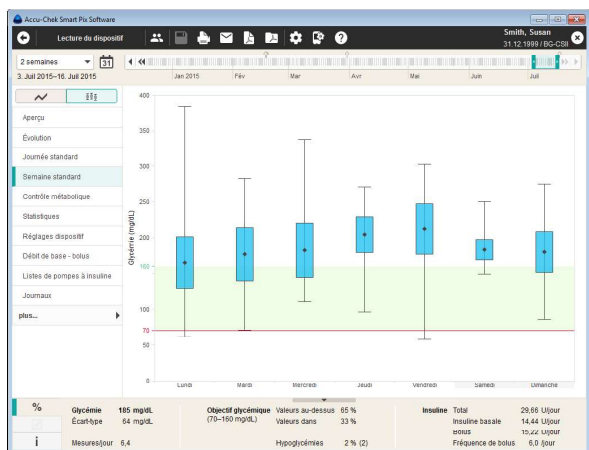 Accu-Chek Smart Pix Software
Lecture du dispositif
Smith, Susan
31.12.1999 / BG-CSII
2 semaines
31
3. Juil 2015–16. Juil 2015
Jan 2015 Fév Mar Avr Mai Juin Juil
Aperçu
Évolution
Journée standard
Semaine standard
Contrôle métabolique
Statistiques
Réglages dispositif
Débit de base - bolus
Listes de pompes à insuline
Journaux
plus...
Glycémie (mg/dL)
400
350
300
250
200
160
100
70
50
0
Lundi Mardi Mercredi Jeudi Vendredi Samedi Dimanche
%
i
Glycémie 185 mg/dL
Écart-type 64 mg/dL
Mesures/jour 6,4
Objectif glycémique
(70–160 mg/dL)
Valeurs au-dessus 65 %
Valeurs dans 33 %
Hypoglycémies 2 % (2)
Insuline Total 29,66 U/jour
Insuline basale 14,44 U/jour
Bolus 15,22 U/jour
Fréquence de bolus 6,0 /jour